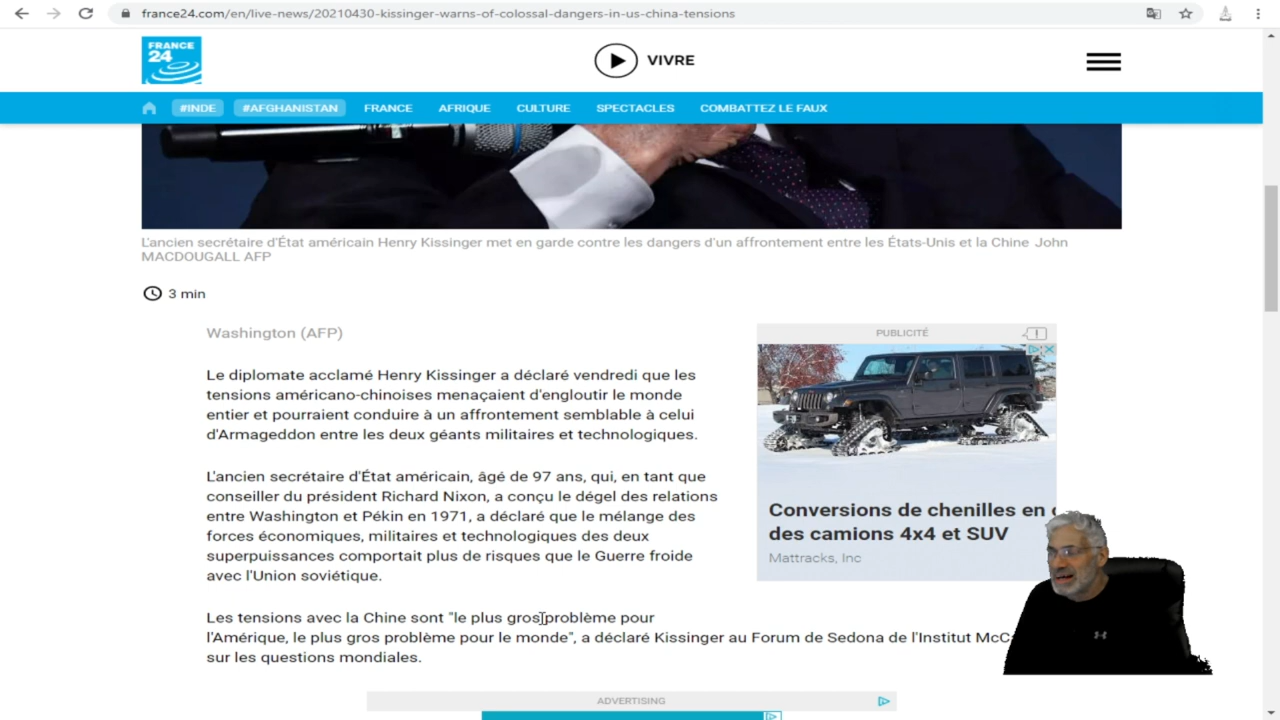 france24.com/en/live-news/20210430-kissinger-warns-of-colossal-dangers-in-us-china-tensions
FRANCE
24
VIVRE
#INDE #AFGHANISTAN FRANCE AFRIQUE CULTURE SPECTACLES COMBATTEZ LE FAUX
L'ancien secrétaire d'État américain Henry Kissinger met en garde contre les dangers d'un affrontement entre les États-Unis et la Chine John
MACDOUGALL AFP
3 min
Washington (AFP)
Le diplomate acclamé Henry Kissinger a déclaré vendredi que les
tensions américano-chinoises menaçaient d'engloutir le monde
entier et pourraient conduire à un affrontement semblable à celui
d'Armageddon entre les deux géants militaires et technologiques.
L'ancien secrétaire d'État américain, âgé de 97 ans, qui, en tant que
conseiller du président Richard Nixon, a conçu le dégel des relations
entre Washington et Pékin en 1971, a déclaré que le mélange des
forces économiques, militaires et technologiques des deux
superpuissances comportait plus de risques que le Guerre froide
avec l'Union soviétique.
Les tensions avec la Chine sont "le plus gros problème pour
l'Amérique, le plus gros problème pour le monde", a déclaré Kissinger au Forum de Sedona de l'Institut McC
sur les questions mondiales.
PUBLICITÉ
Conversions de chenilles en
des camions 4x4 et SUV
Mattracks, Inc
ADVERTISING